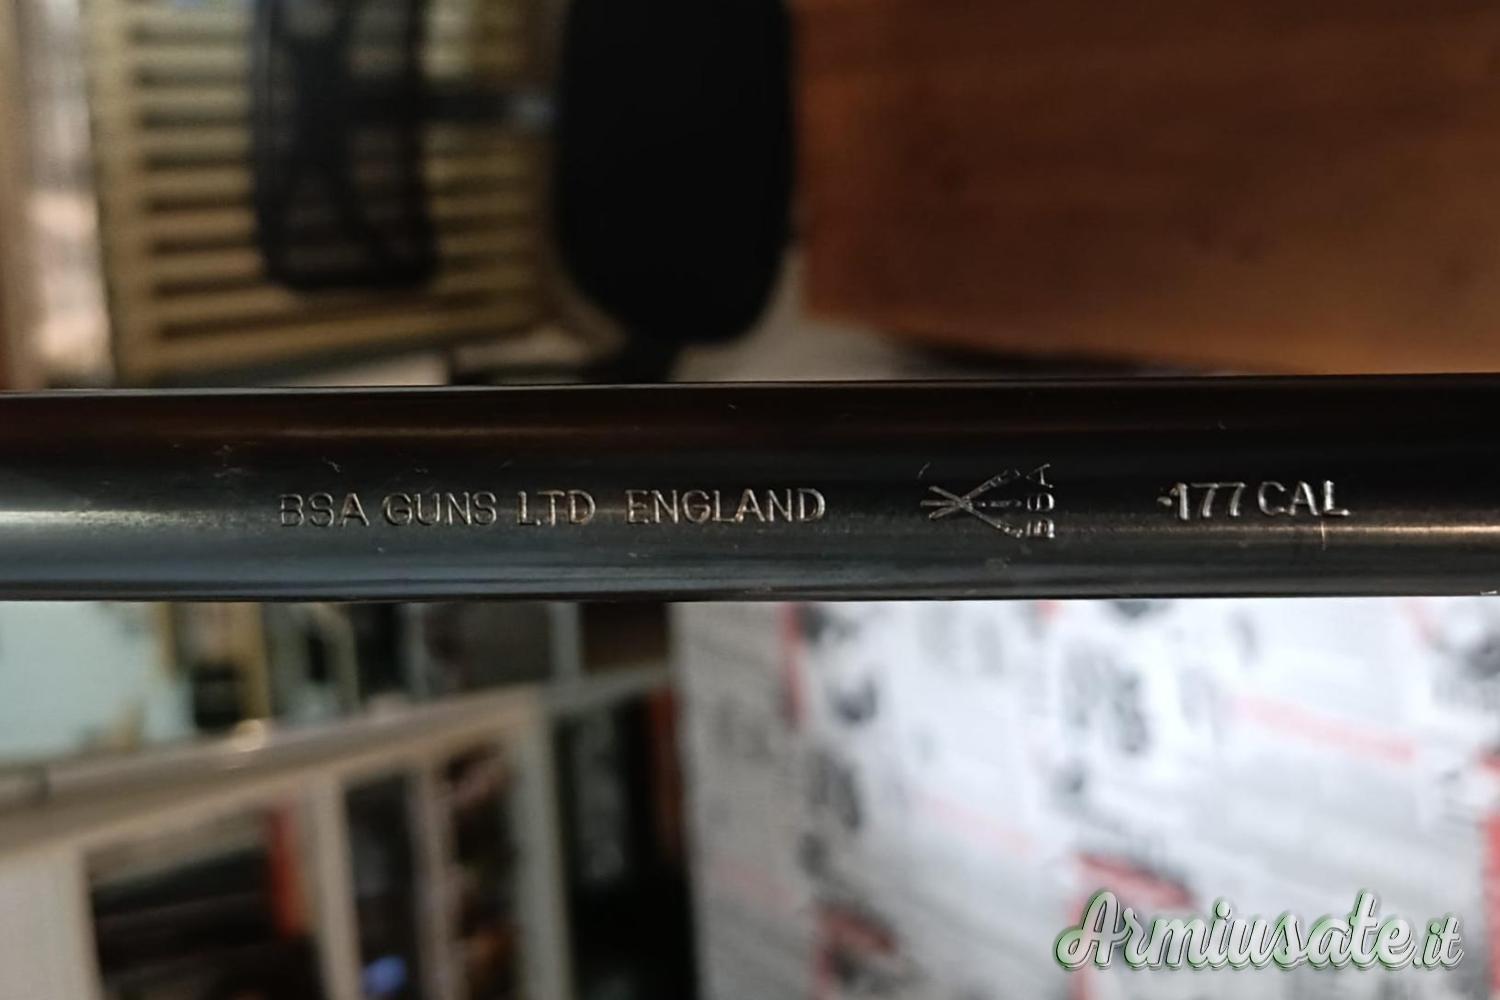 BSA GUNS LTD ENGLAND BSA .177 CAL
Armiusate.it